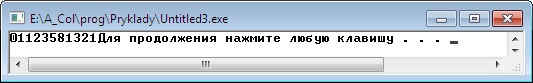 E:\A_Col\prog\Pryklady\Untitled3.exe
01123581321Для продолжения нажмите любую клавишу . . . _